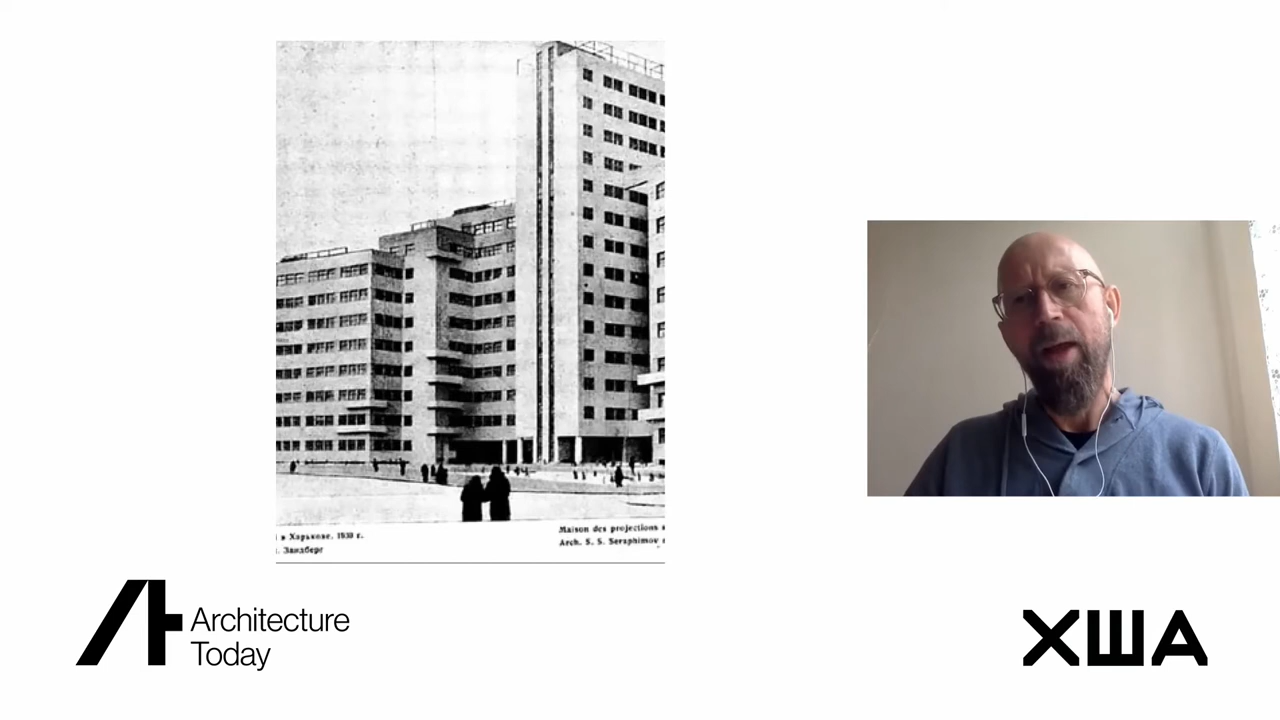 в Харькове, 1930 г.
Зандберг
Maison des projections
Arch. S. S. Seraphimov
Architecture
Today
ХША